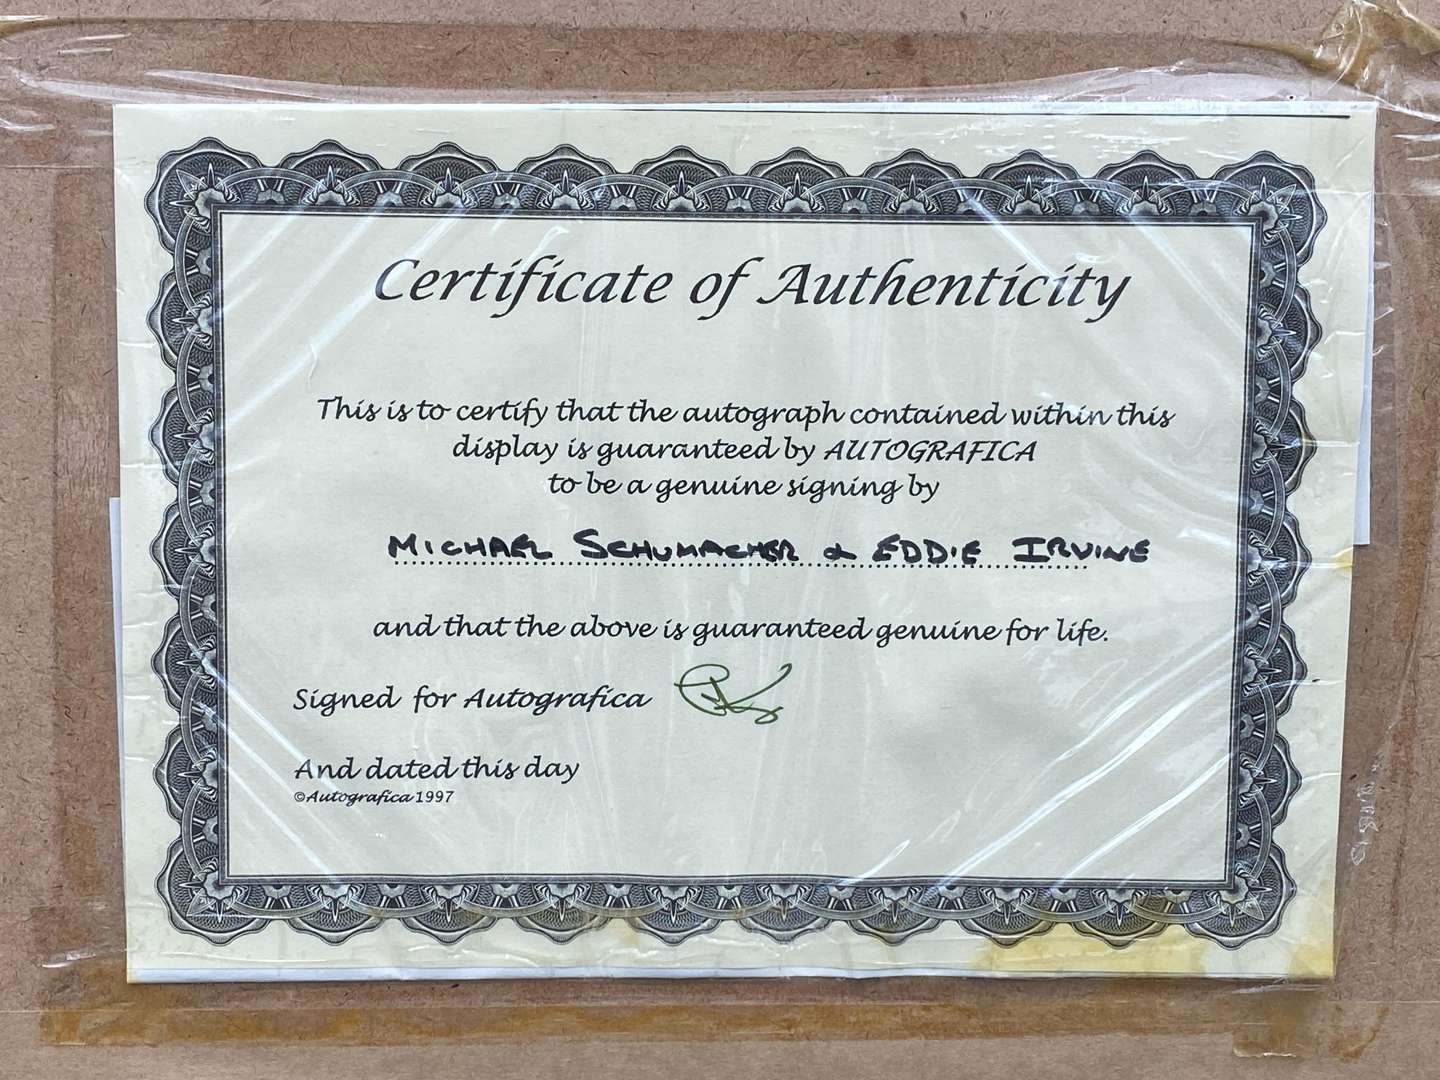 Certificate of Authenticity
This is to certify that the autograph contained within this
display is guaranteed by AUTOGRAFICA
to be a genuine signing by
MICHAEL SCHUMACHER & EDDIE IRVINE
and that the above is guaranteed genuine for life.
Signed for Autografica
And dated this day
©Autografica 1997